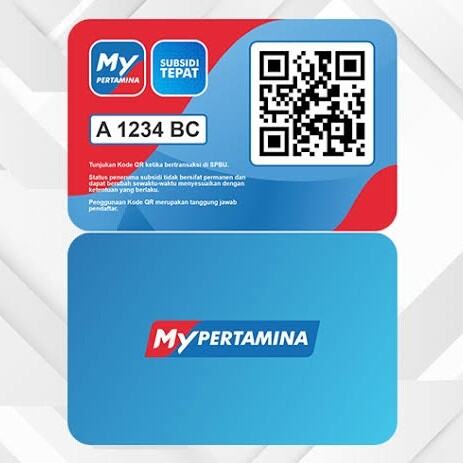 My
PERTAMINA
SUBSIDI
TEPAT
A 1234 BC
Tunjukan Kode QR ketika bertransaksi di SPBU.
Status penerima subsidi tidak bersifat permanen dan
dapat berubah sewaktu-waktu menyesuaikan dengan
ketentuan yang berlaku.
Penggunaan Kode QR merupakan tanggung jawab
pendaftar.
MyPERTAMINA